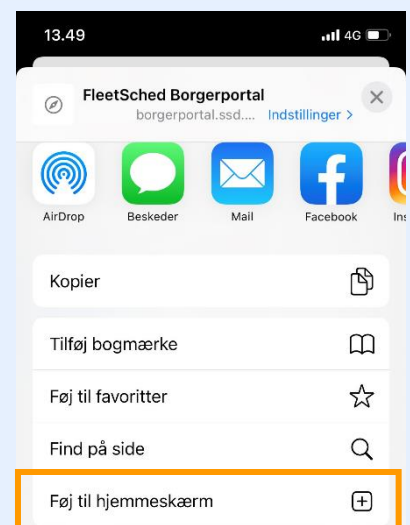 13.49
4G
FleetSched Borgerportal
borgerportal.ssd.... Indstillinger >
AirDrop Beskeder Mail Facebook Ins
Kopier
Tilføj bogmærke
Føj til favoritter
Find på side
Føj til hjemmeskærm